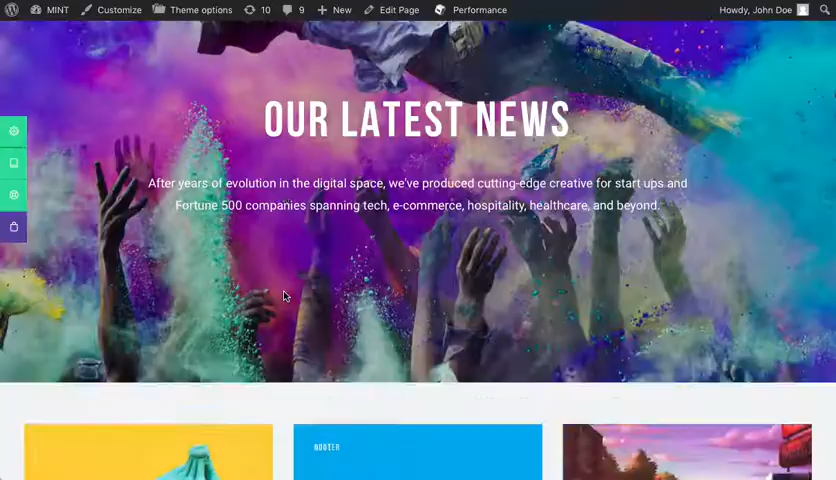 MINT Customize Theme options 10 9 New Edit Page Performance Howdy, John Doe
OUR LATEST NEWS
After years of evolution in the digital space, we've produced cutting-edge creative for start ups and
Fortune 500 companies spanning tech, e-commerce, hospitality, healthcare, and beyond.